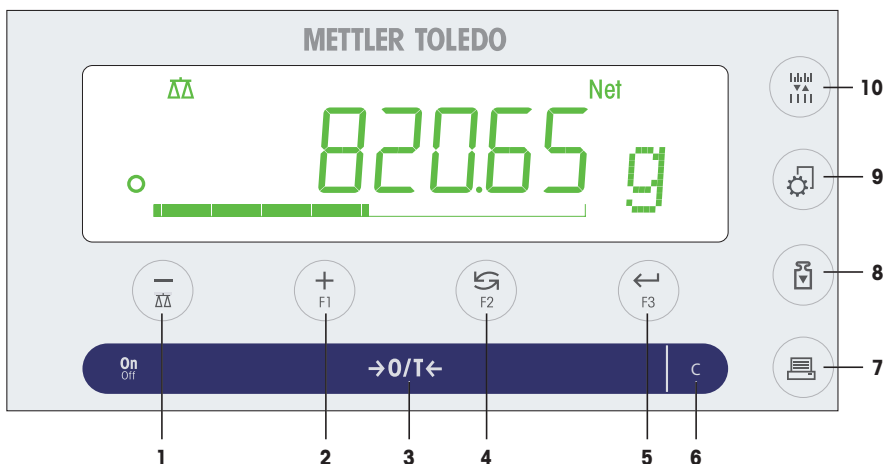 METTLER TOLEDO
Net
820.65 g
10
9
8
F1
F2
F3
On
Off
→0/T←
C
7
1
2
3
4
5
6